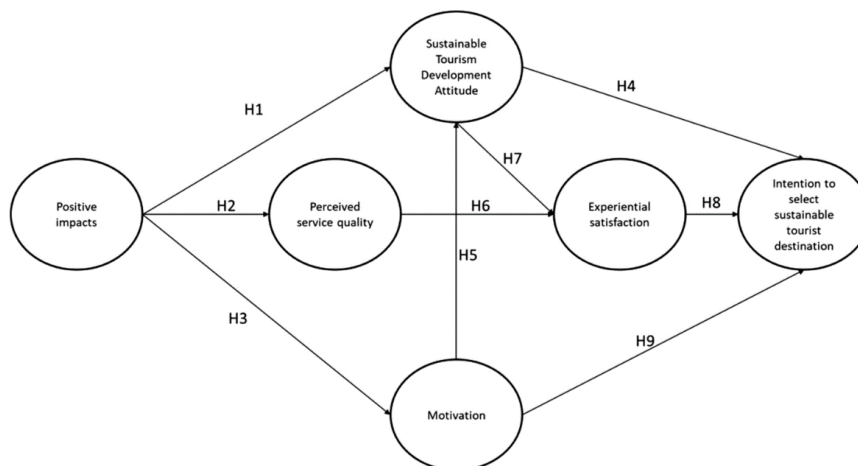 Sustainable
Tourism
Development
Attitude
H1
H4
H7
Positive
impacts
H2
Perceived
service quality
H6
Experiential
satisfaction
H8
Intention to
select
sustainable
tourist
destination
H5
H3
H9
Motivation